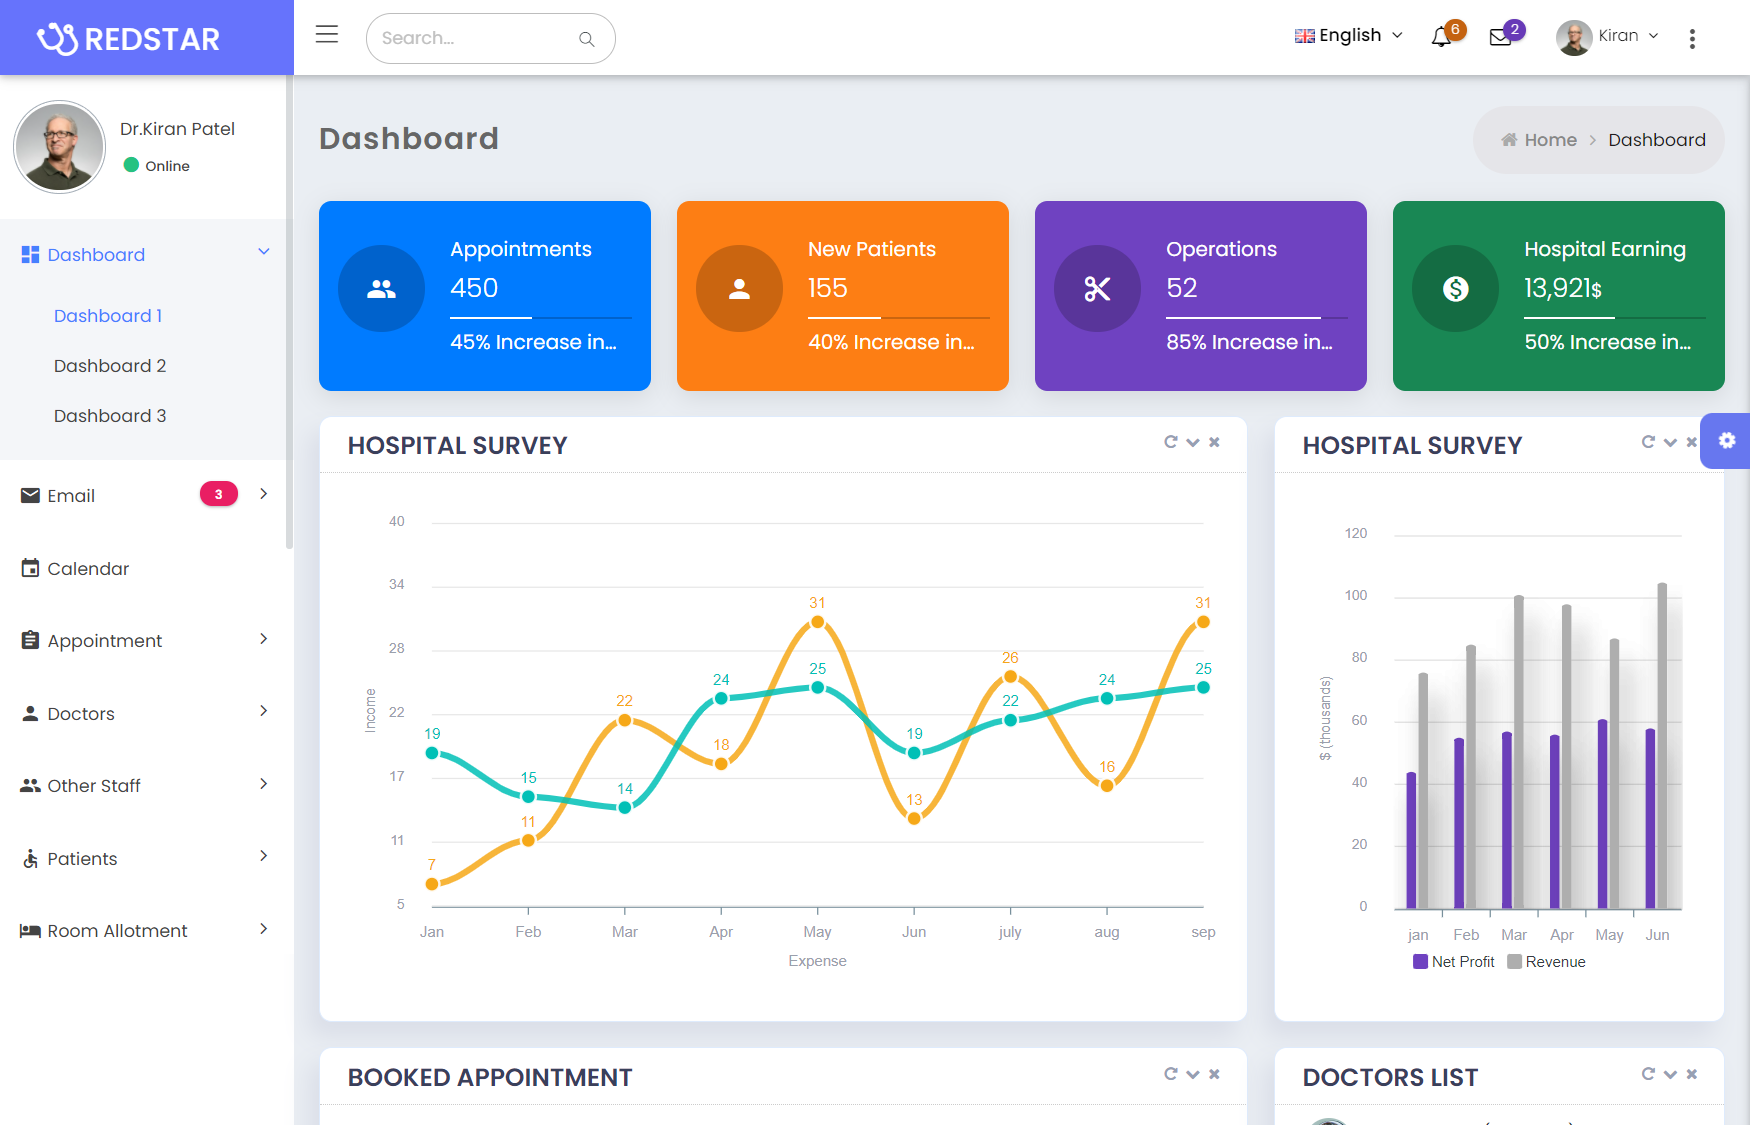 REDSTAR
Search...
English
6
2
Kiran
Dr.Kiran Patel
Online
Dashboard
Dashboard 1
Dashboard 2
Dashboard 3
Email
3
Calendar
Appointment
Doctors
Other Staff
Patients
Room Allotment
Dashboard
Home
Dashboard
Appointments
450
45% Increase in...
New Patients
155
40% Increase in...
Operations
52
85% Increase in...
Hospital Earning
13,921$
50% Increase in...
HOSPITAL SURVEY
40
34
28
22
17
11
5
Income
19
15
14
24
25
19
22
24
25
7
11
22
18
31
13
26
16
31
Jan
Feb
Mar
Apr
May
Jun
july
aug
sep
Expense
HOSPITAL SURVEY
120
100
80
60
40
20
0
$ (thousands)
jan
Feb
Mar
Apr
May
Jun
Net Profit
Revenue
BOOKED APPOINTMENT
DOCTORS LIST